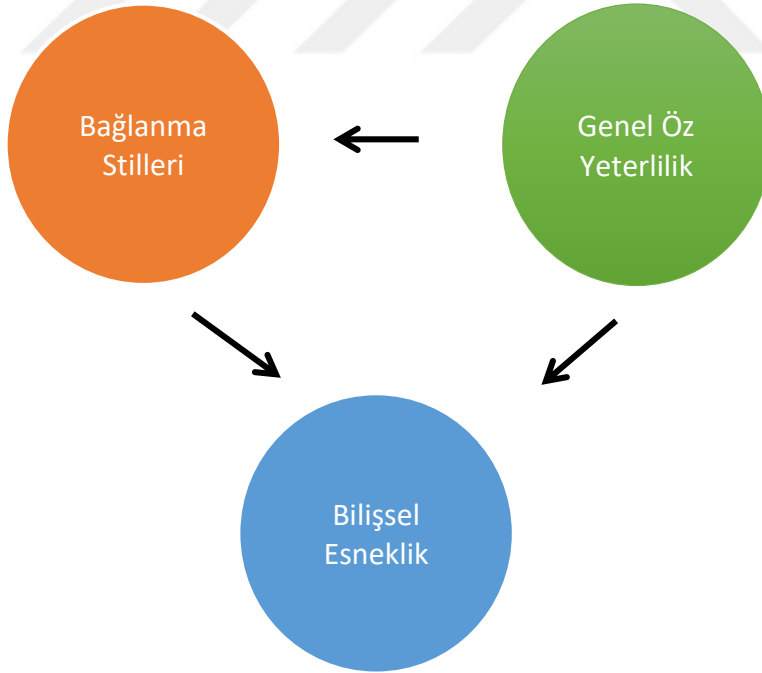 Bağlanma
Stilleri
Genel Öz
Yeterlilik
Bilişsel
Esneklik